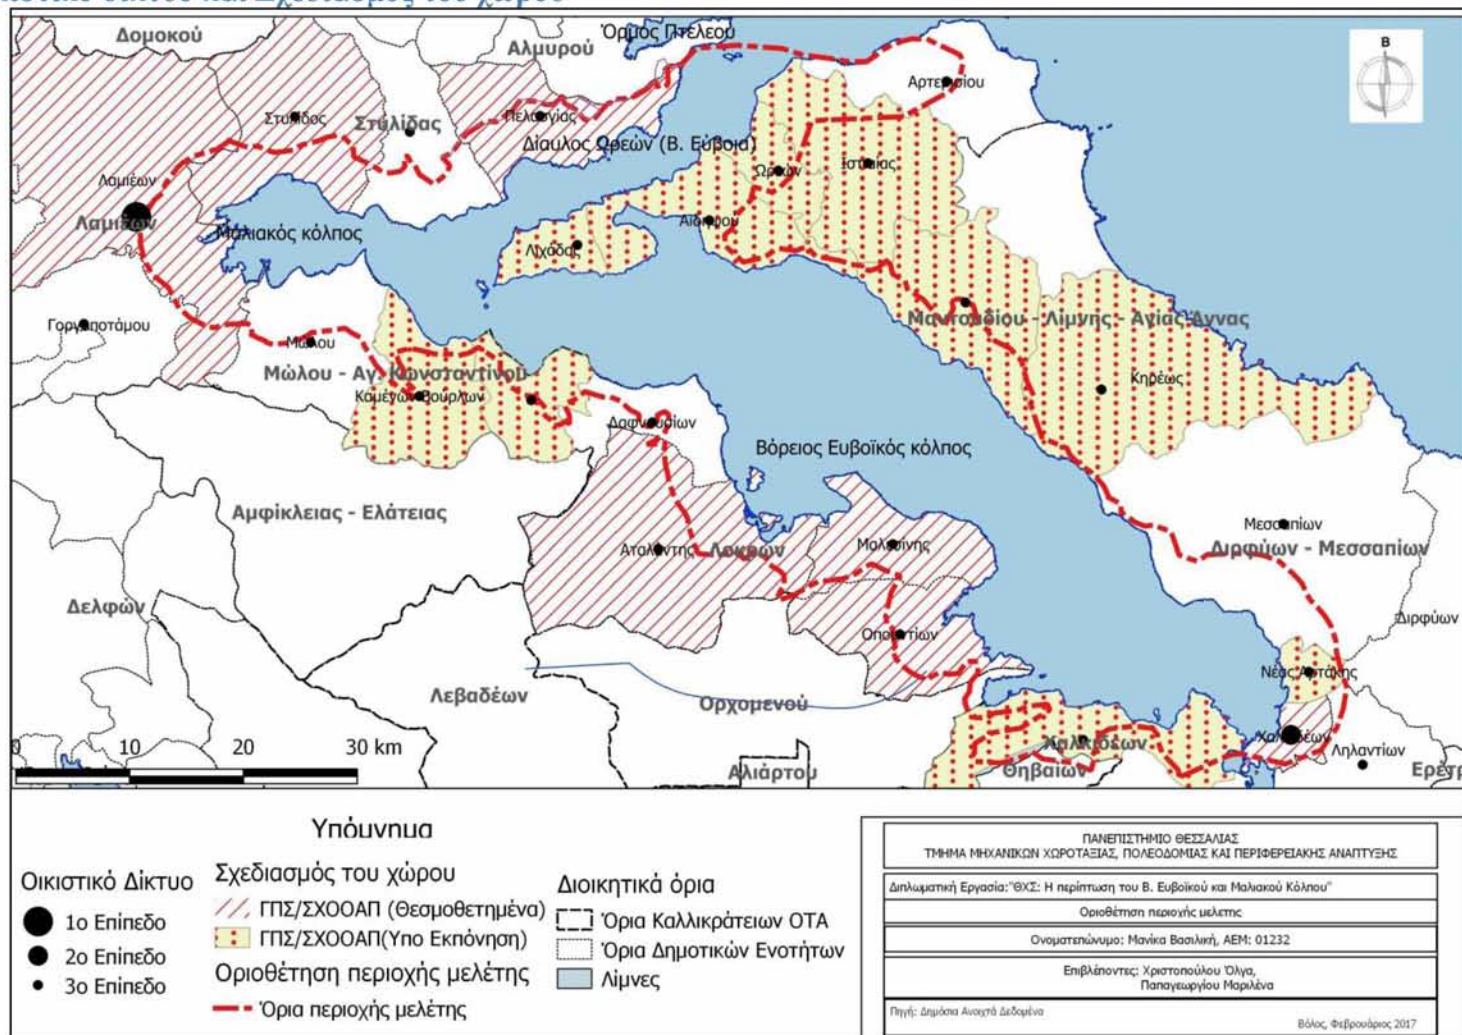 Δομοκού
Αλμυρού
Όρμος Πτελεού
Β
Αρτεμισίου
Στυλίδος
Στυλίδας
Πελασγίας
Δίαυλος Ωρεών (Β. Εύβοια)
Ωρεών
Ιστιαίας
Λαμιέων
Λαμιέων
Μαλιακός κόλπος
Αιδηψού
Λιχάδας
Γοργοποτάμου
Μώλου
Μαντουδίου - Λίμνης - Αγίας Άννας
Μώλου - Αγ. Κωνσταντίνου
Κηρέως
Καμένων Βούρλων
Δαφνουσίων
Βόρειος Ευβοϊκός κόλπος
Αμφίκλειας - Ελάτειας
Μεσσαπίων
Αταλάντης
Λοκρών
Μαλεσίνης
Διρφύων - Μεσσαπίων
Δελφών
Διρφύων
Οπουντίων
Νέας Αρτάκης
Λεβαδέων
Ορχομενού
Χαλκιδέων
Χαλκιδέων
Ληλαντίων
0 10 20 30 km
Αλιάρτου
Θηβαίων
Υπόμνημα
Οικιστικό Δίκτυο
1ο Επίπεδο
2ο Επίπεδο
3ο Επίπεδο
Σχεδιασμός του χώρου
ΓΠΣ/ΣΧΟΟΑΠ (Θεσμοθετημένα)
ΓΠΣ/ΣΧΟΟΑΠ(Υπο Εκπόνηση)
Οριοθέτηση περιοχής μελέτης
Όρια περιοχής μελέτης
Διοικητικά όρια
Όρια Καλλικράτειων ΟΤΑ
Όρια Δημοτικών Ενοτήτων
Λίμνες
ΠΑΝΕΠΙΣΤΗΜΙΟ ΘΕΣΣΑΛΙΑΣ
ΤΜΗΜΑ ΜΗΧΑΝΙΚΩΝ ΧΩΡΟΤΑΞΙΑΣ, ΠΟΛΕΟΔΟΜΙΑΣ ΚΑΙ ΠΕΡΙΦΕΡΕΙΑΚΗΣ ΑΝΑΠΤΥΞΗΣ
Διπλωματική Εργασία:"ΘΧΣ: Η περίπτωση του Β. Ευβοϊκού και Μαλιακού Κόλπου"
Οριοθέτηση περιοχής μελετης
Ονοματεπώνυμο: Μανίκα Βασιλική, ΑΕΜ: 01232
Επιβλέποντες: Χριστοπούλου Όλγα,
Παπαγεωργίου Μαριλένα
Πηγή: Δημόσια Ανοιχτά Δεδομένα
Βόλος, Φεβρουάριος 2017